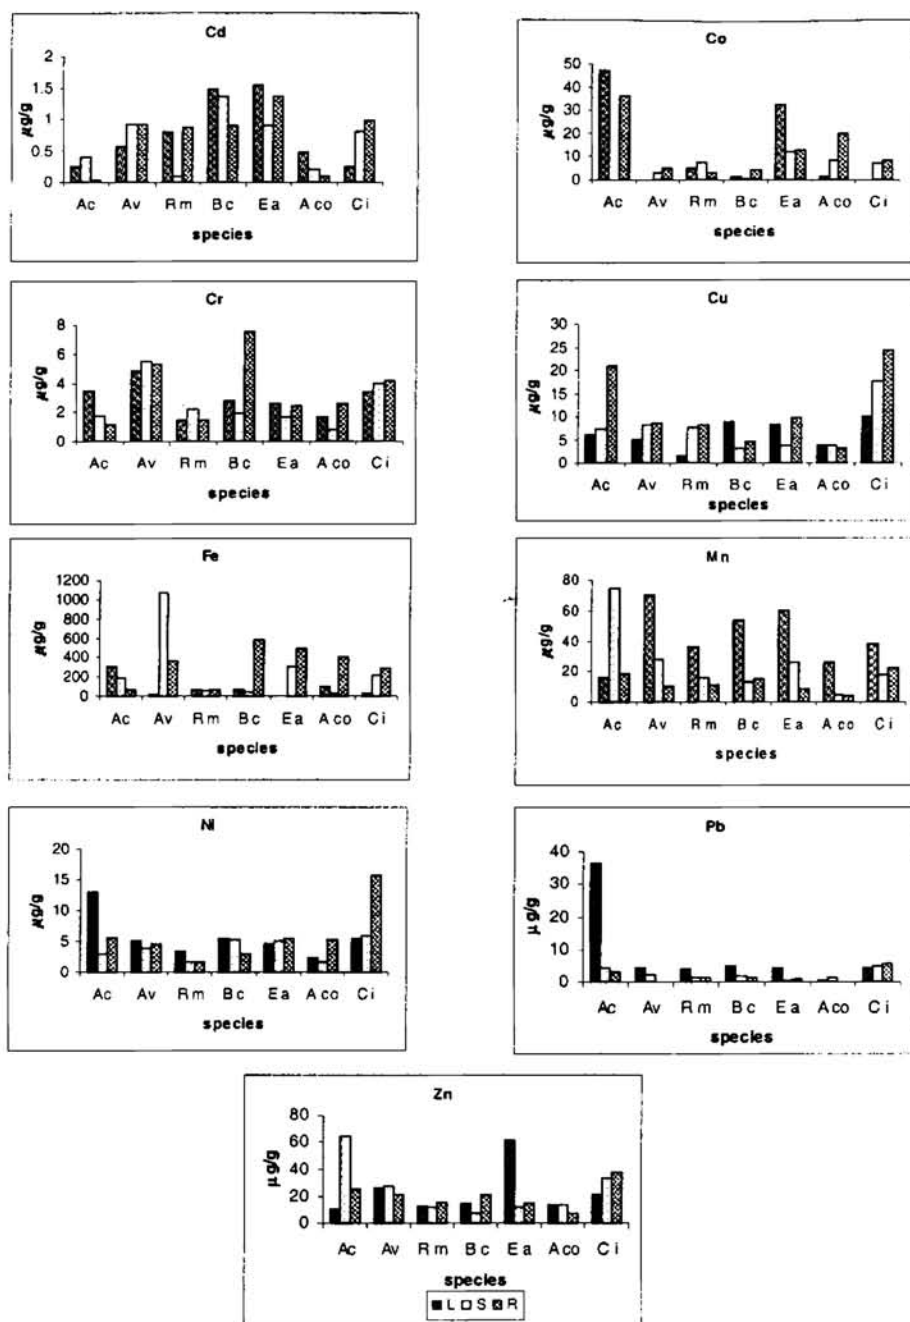 Cd
2
1.5
1
0.5
0
µg/g
Ac Av Rm Bc Ea Aco Ci
species
Co
50
40
30
20
10
0
µg/g
Ac Av Rm Bc Ea Aco Ci
species
Cr
8
6
4
2
0
µg/g
Ac Av Rm Bc Ea Aco Ci
species
Cu
30
25
20
15
10
5
0
µg/g
Ac Av Rm Bc Ea Aco Ci
species
Fe
1200
1000
800
600
400
200
0
µg/g
Ac Av Rm Bc Ea Aco Ci
species
Mn
80
60
40
20
0
µg/g
Ac Av Rm Bc Ea Aco Ci
species
Ni
20
15
10
5
0
µg/g
Ac Av Rm Bc Ea Aco Ci
species
Pb
40
30
20
10
0
µg/g
Ac Av Rm Bc Ea Aco Ci
species
Zn
80
60
40
20
0
µg/g
Ac Av Rm Bc Ea Aco Ci
species
L S R